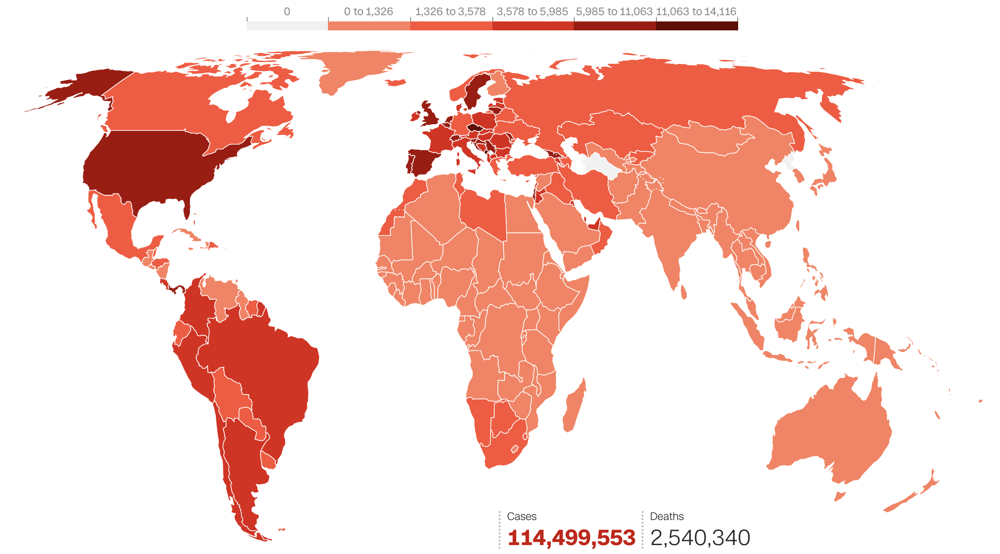 0 0 to 1,326 1,326 to 3,578 3,578 to 5,985 5,985 to 11,063 11,063 to 14,116
Cases Deaths
114,499,553 2,540,340